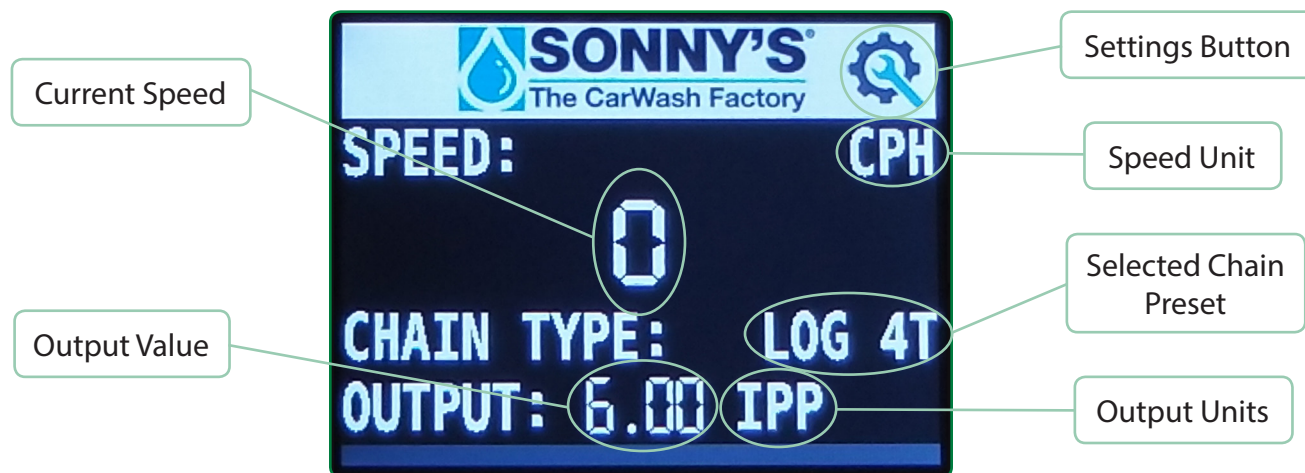 SONNY'S®
The CarWash Factory
Settings Button
Current Speed
SPEED:
CPH
Speed Unit
0
Selected Chain
Preset
CHAIN TYPE: LOG 4T
Output Value
OUTPUT: 6.00 IPP
Output Units